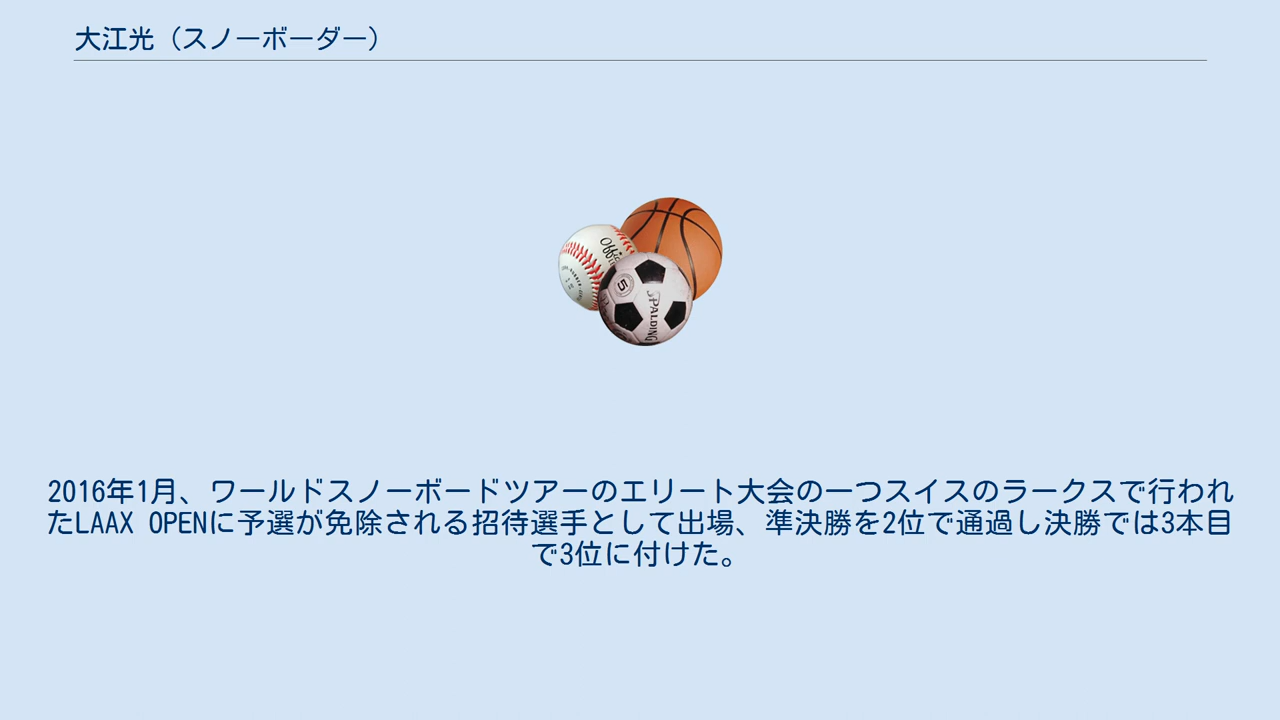 大江光（スノーボーダー）
Offic
5
SPALDING
2016年1月、ワールドスノーボードツアーのエリート大会の一つスイスのラークスで行われ
たLAAX OPENに予選が免除される招待選手として出場、準決勝を2位で通過し決勝では3本目
で3位に付けた。